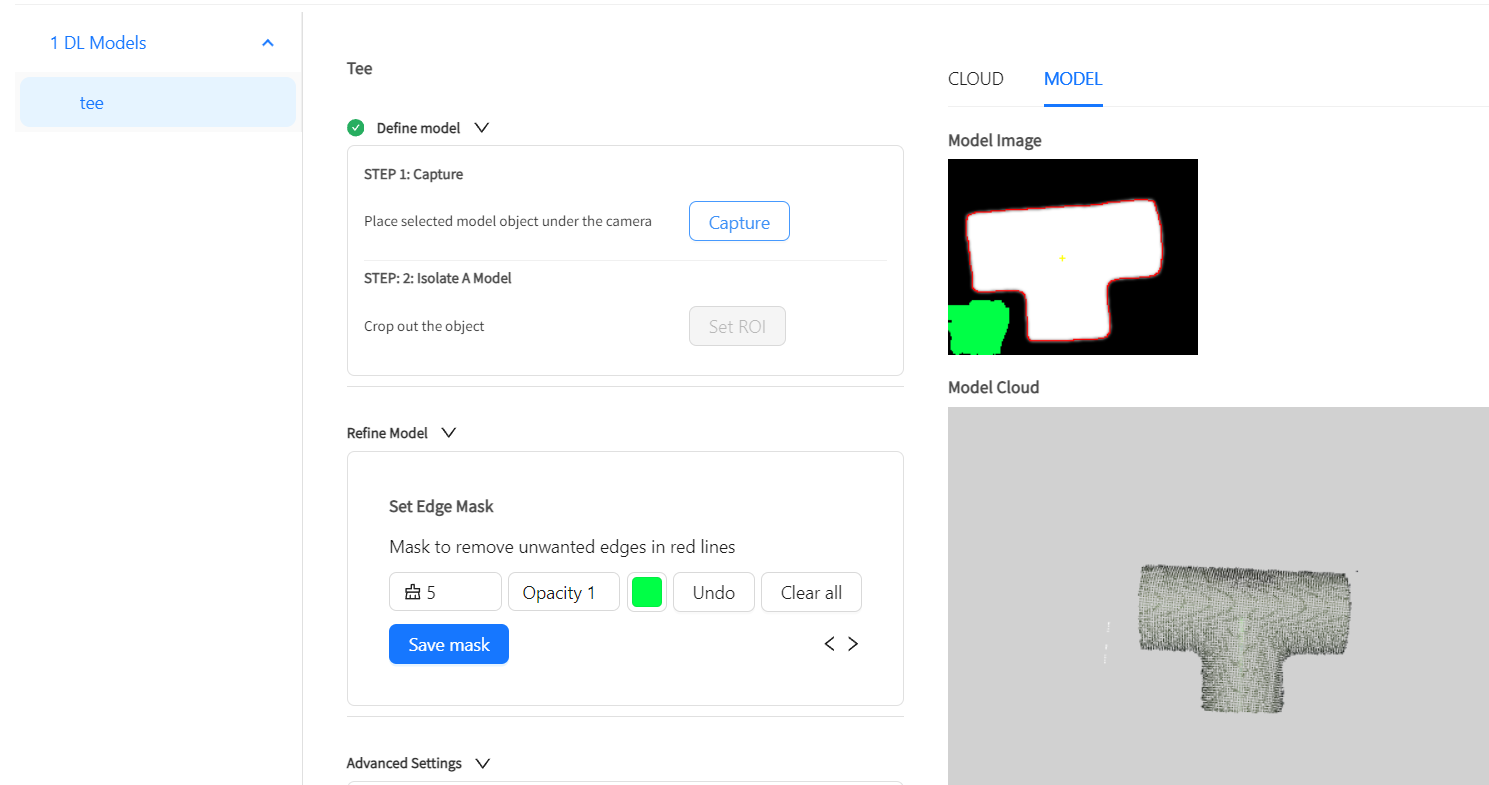 1 DL Models
tee
Tee
Define model
STEP 1: Capture
Place selected model object under the camera
Capture
STEP: 2: Isolate A Model
Crop out the object
Set ROI
Refine Model
Set Edge Mask
Mask to remove unwanted edges in red lines
5
Opacity 1
Undo
Clear all
Save mask
Advanced Settings
CLOUD
MODEL
Model Image
Model Cloud